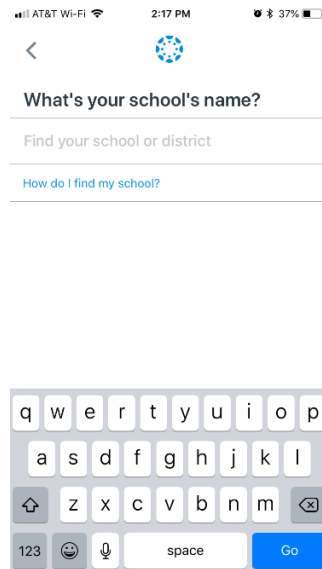 AT&T Wi-Fi 2:17 PM 37%
What's your school's name?
Find your school or district
How do I find my school?
q w e r t y u i o p
a s d f g h j k l
z x c v b n m
123 space Go